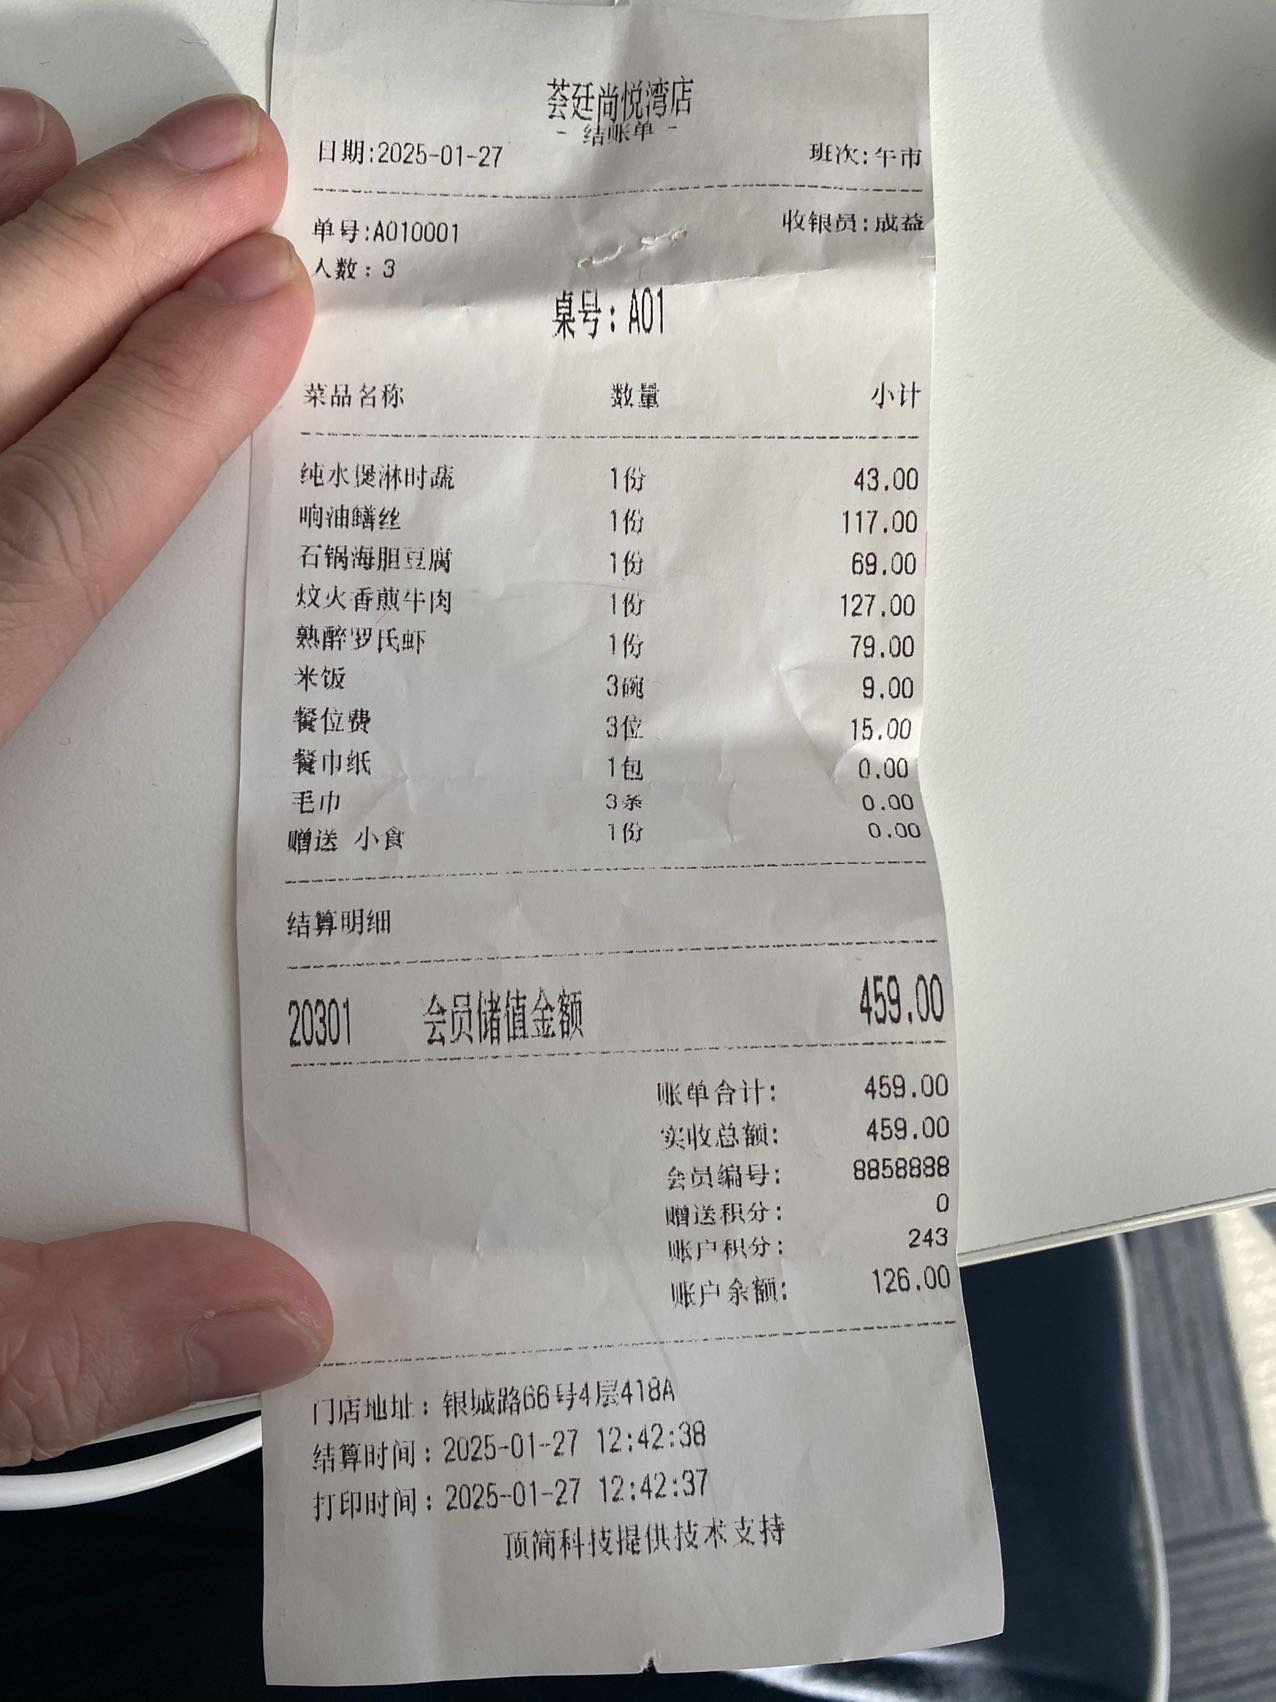 荟廷尚悦湾店
- 结帐单 -
日期:2025-01-27 班次:午市
单号:A010001 收银员:成益
人数: 3
桌号: A01
菜品名称 数量 小计
纯水煲淋时蔬 1份 43.00
响油鳝丝 1份 117.00
石锅海胆豆腐 1份 69.00
炆火香煎牛肉 1份 127.00
熟醉罗氏虾 1份 79.00
米饭 3碗 9.00
餐位费 3位 15.00
餐巾纸 1包 0.00
毛巾 3条 0.00
赠送 小食 1份 0.00
结算明细
20301 会员储值金额 459.00
账单合计: 459.00
实收总额: 459.00
会员编号: 8858888
赠送积分: 0
账户积分: 243
账户余额: 126.00
门店地址: 银城路66号4层418A
结算时间: 2025-01-27 12:42:38
打印时间: 2025-01-27 12:42:37
顶简科技提供技术支持